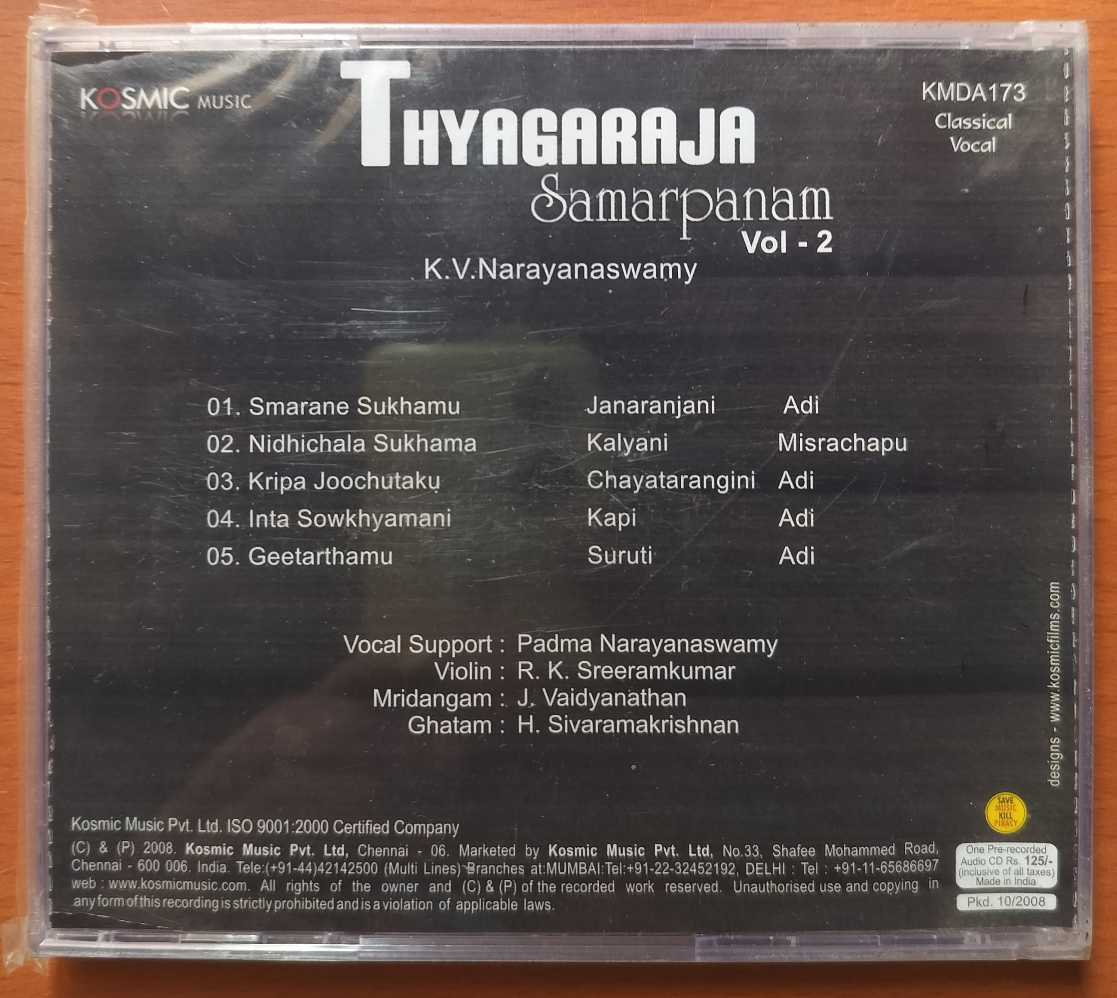 KOSMIC MUSIC
THYAGARAJA
Samarpanam
Vol - 2
K.V.Narayanaswamy
KMDA173
Classical
Vocal
01. Smarane Sukhamu Janaranjani Adi
02. Nidhichala Sukhama Kalyani Misrachapu
03. Kripa Joochutaku Chayatarangini Adi
04. Inta Sowkhyamani Kapi Adi
05. Geetarthamu Suruti Adi
Vocal Support : Padma Narayanaswamy
Violin : R. K. Sreeramkumar
Mridangam : J. Vaidyanathan
Ghatam : H. Sivaramakrishnan
designs - www.kosmicfilms.com
SAVE
MUSIC
KILL
PIRACY
Kosmic Music Pvt. Ltd. ISO 9001:2000 Certified Company
(C) & (P) 2008. Kosmic Music Pvt. Ltd, Chennai - 06. Marketed by Kosmic Music Pvt. Ltd, No.33, Shafee Mohammed Road,
Chennai - 600 006. India. Tele:(+91-44)42142500 (Multi Lines) Branches at:MUMBAI:Tel:+91-22-32452192, DELHI : Tel : +91-11-65686697
web : www.kosmicmusic.com. All rights of the owner and (C) & (P) of the recorded work reserved. Unauthorised use and copying in
any form of this recording is strictly prohibited and is a violation of applicable laws.
One Pre-recorded
Audio CD Rs. 125/-
(inclusive of all taxes)
Made in India
Pkd. 10/2008